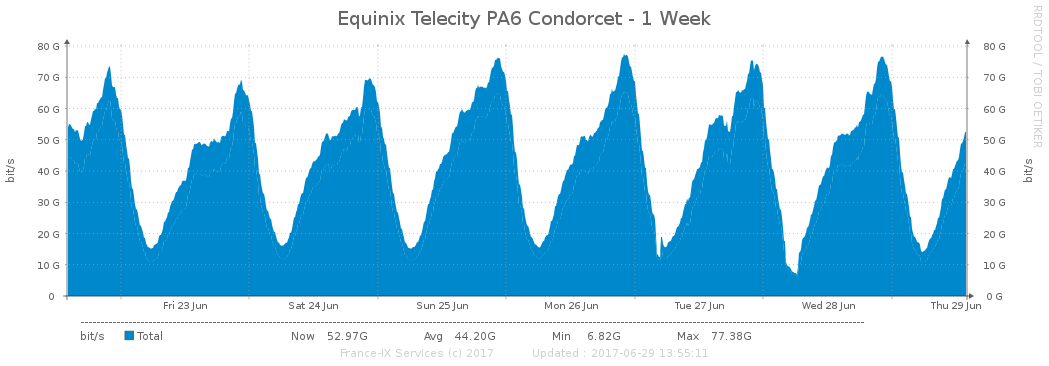 Equinix Telecity PA6 Condorcet - 1 Week
RRDTOOL / TOBI OETIKER
bit/s
80 G
70 G
60 G
50 G
40 G
30 G
20 G
10 G
0
80 G
70 G
60 G
50 G
40 G
30 G
20 G
10 G
0 G
bit/s
Fri 23 Jun Sat 24 Jun Sun 25 Jun Mon 26 Jun Tue 27 Jun Wed 28 Jun Thu 29 Jun
bit/s Total Now 52.97G Avg 44.20G Min 6.82G Max 77.38G
France-IX Services (c) 2017 Updated : 2017-06-29 13:55:11